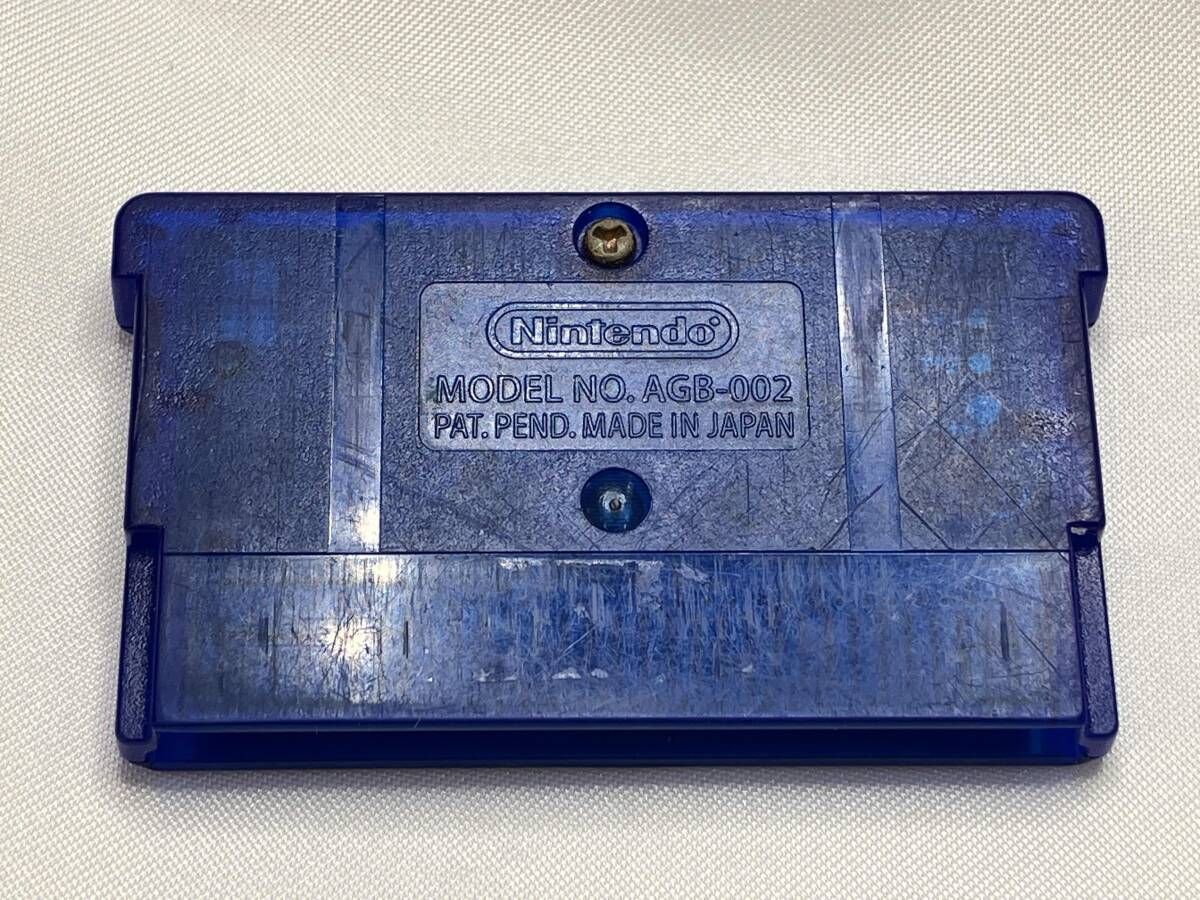 Nintendo®
MODEL NO. AGB-002
PAT. PEND. MADE IN JAPAN